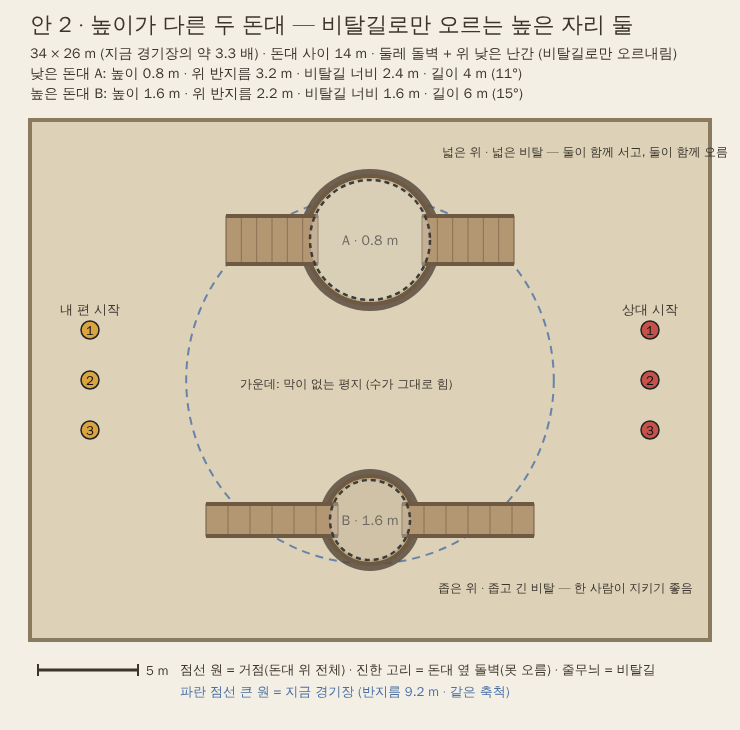 안 2 · 높이가 다른 두 돈대 — 비탈길로만 오르는 높은 자리 둘
34 × 26 m (지금 경기장의 약 3.3 배) · 돈대 사이 14 m · 둘레 돌벽 + 위 낮은 난간 (비탈길로만 오르내림)
낮은 돈대 A: 높이 0.8 m · 위 반지름 3.2 m · 비탈길 너비 2.4 m · 길이 4 m (11°)
높은 돈대 B: 높이 1.6 m · 위 반지름 2.2 m · 비탈길 너비 1.6 m · 길이 6 m (15°)
넓은 위 · 넓은 비탈 — 둘이 함께 서고, 둘이 함께 오름
A · 0.8 m
내 편 시작
상대 시작
1
1
2
2
가운데: 막이 없는 평지 (수가 그대로 힘)
3
3
B · 1.6 m
좁은 위 · 좁고 긴 비탈 — 한 사람이 지키기 좋음
5 m
점선 원 = 거점(돈대 위 전체) · 진한 고리 = 돈대 옆 돌벽(못 오름) · 줄무늬 = 비탈길
파란 점선 큰 원 = 지금 경기장 (반지름 9.2 m · 같은 축척)